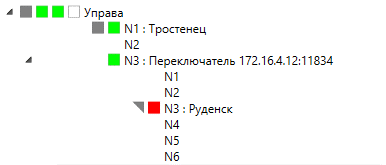 Управа
N1 : Тростенец
N2
N3 : Переключатель 172.16.4.12:11834
N1
N2
N3 : Руденск
N4
N5
N6